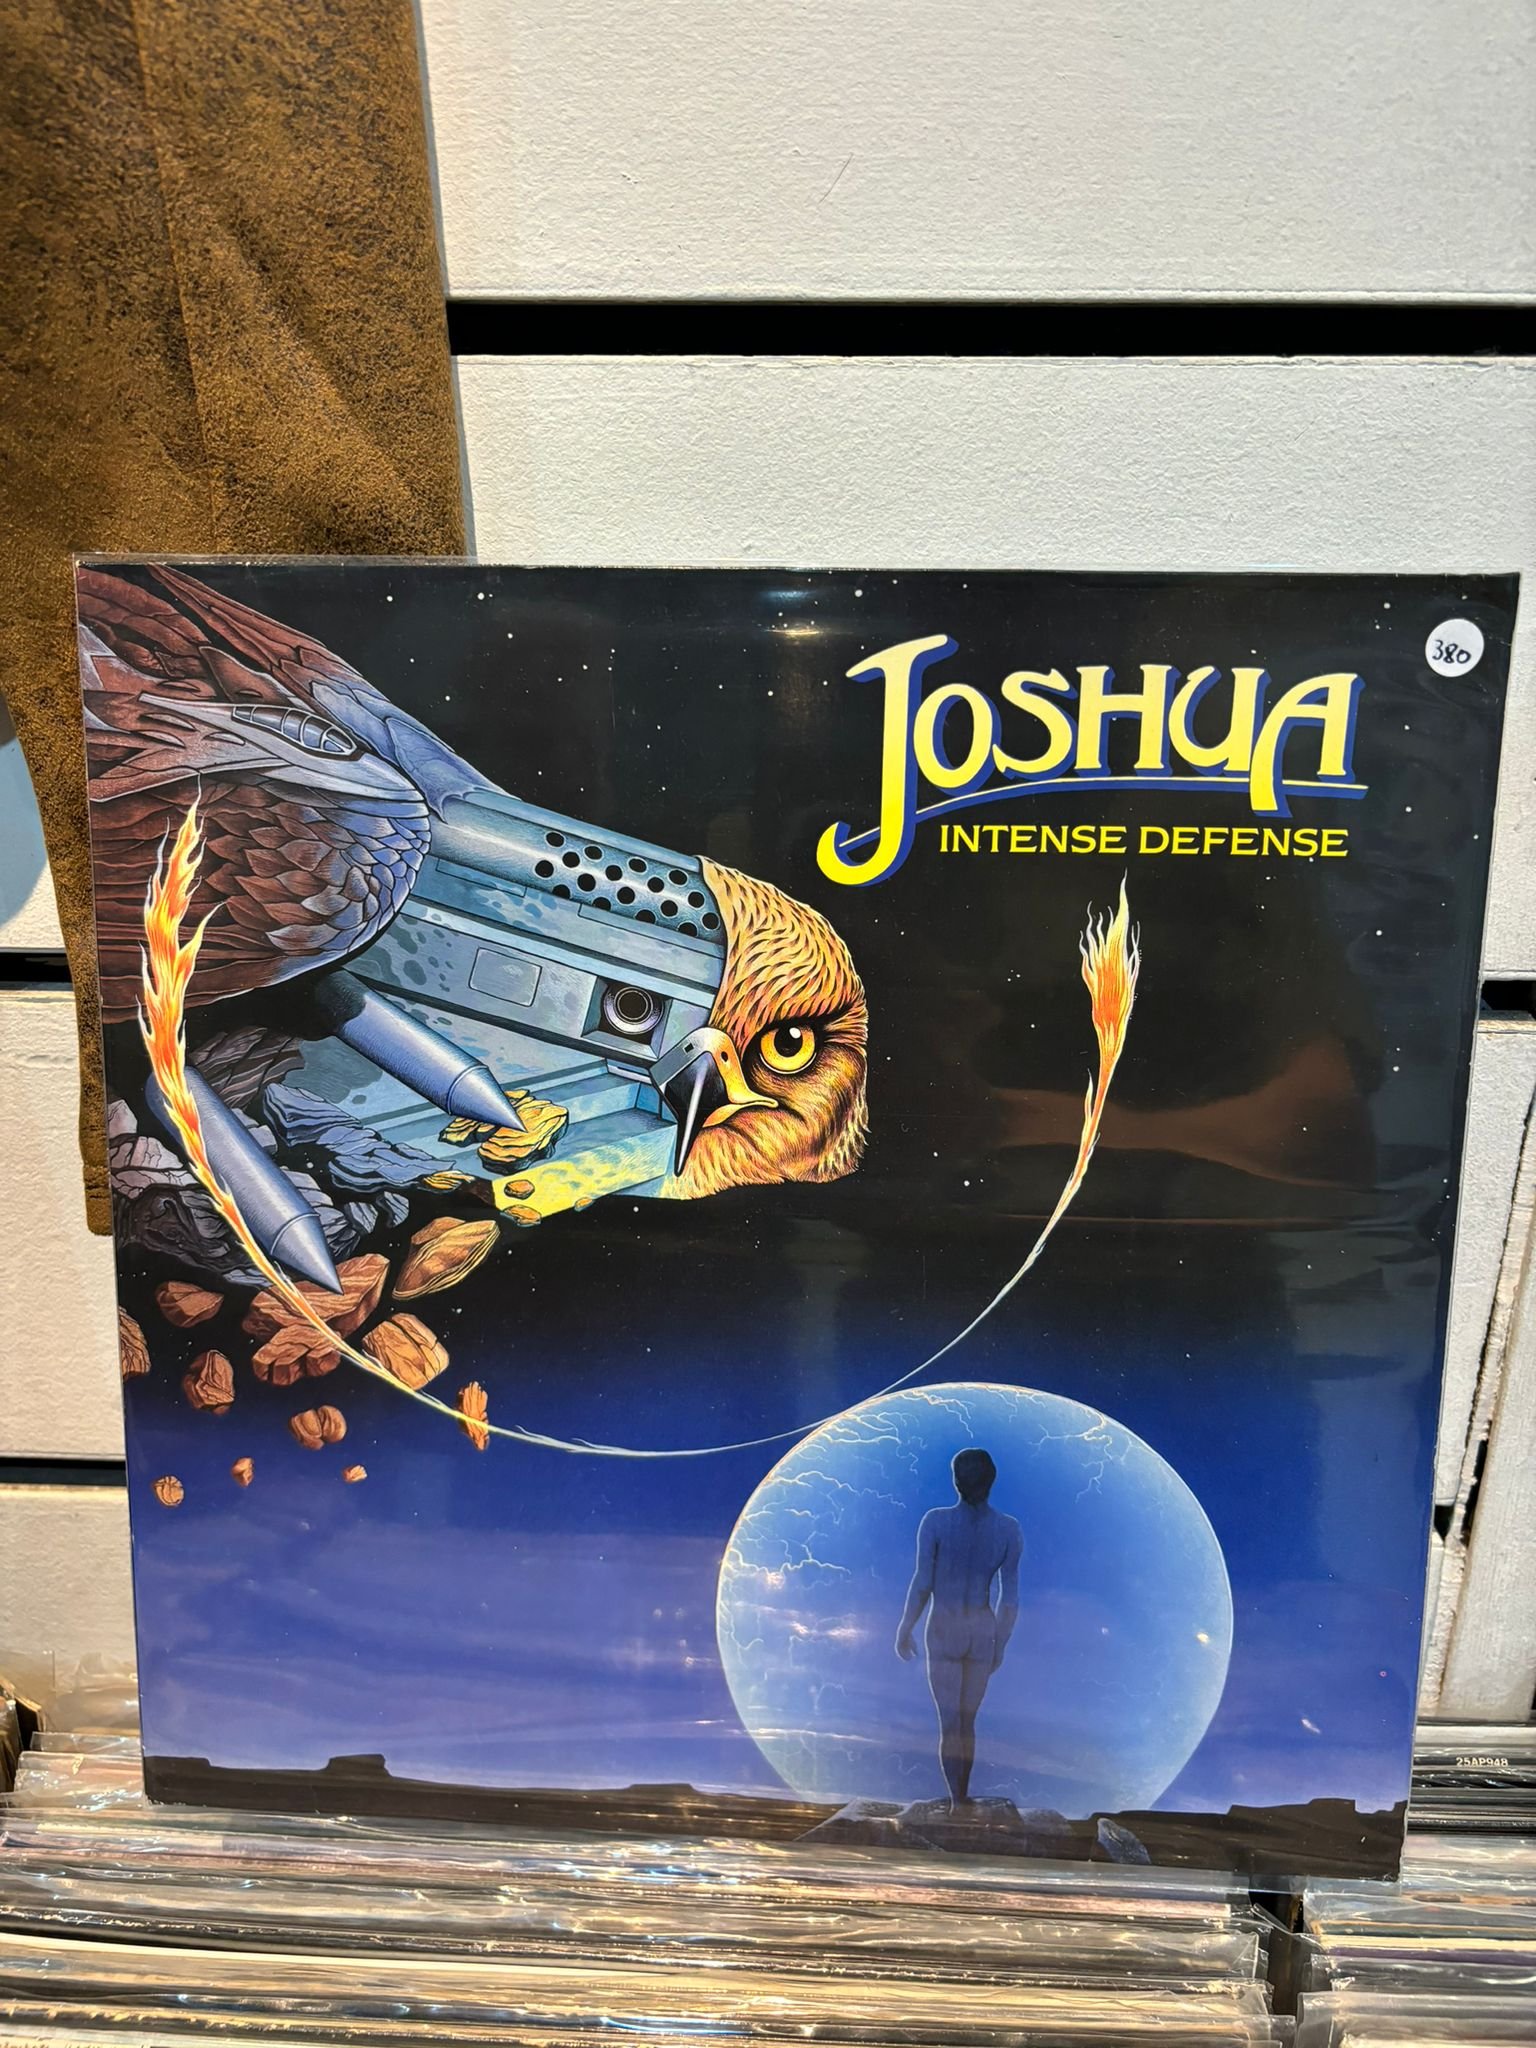 380
JOSHUA
INTENSE DEFENSE
25AP948